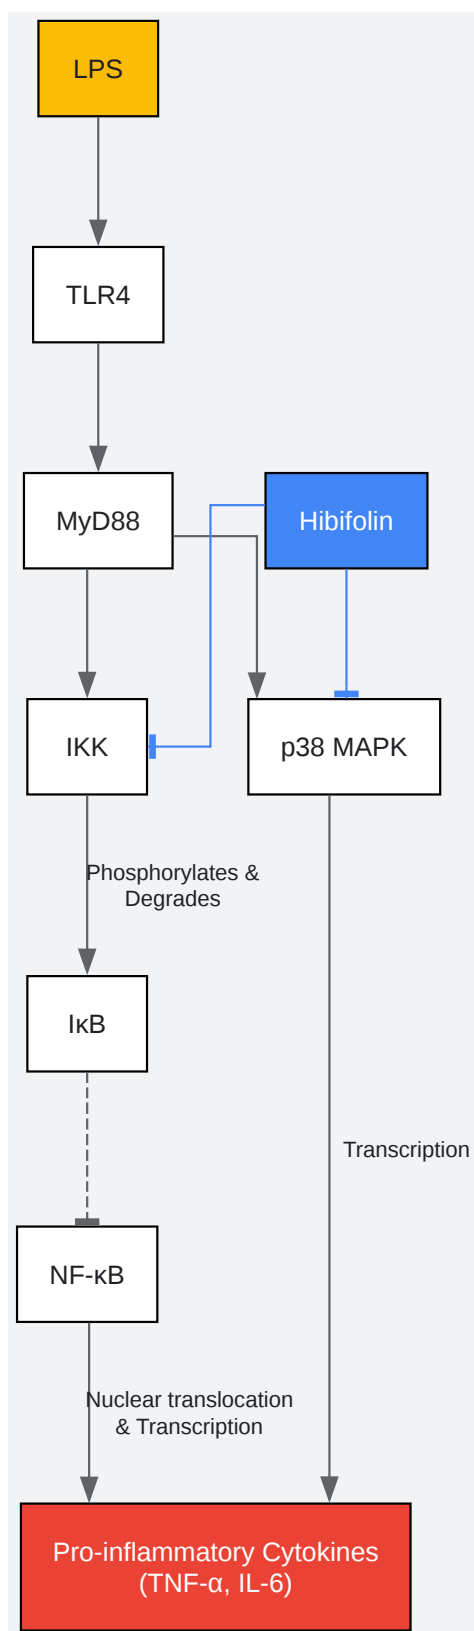 LPS
TLR4
MyD88
Hibifolin
IKK
p38 MAPK
Phosphorylates &
Degrades
IκB
Transcription
NF-κB
Nuclear translocation
& Transcription
Pro-inflammatory Cytokines
(TNF-α, IL-6)